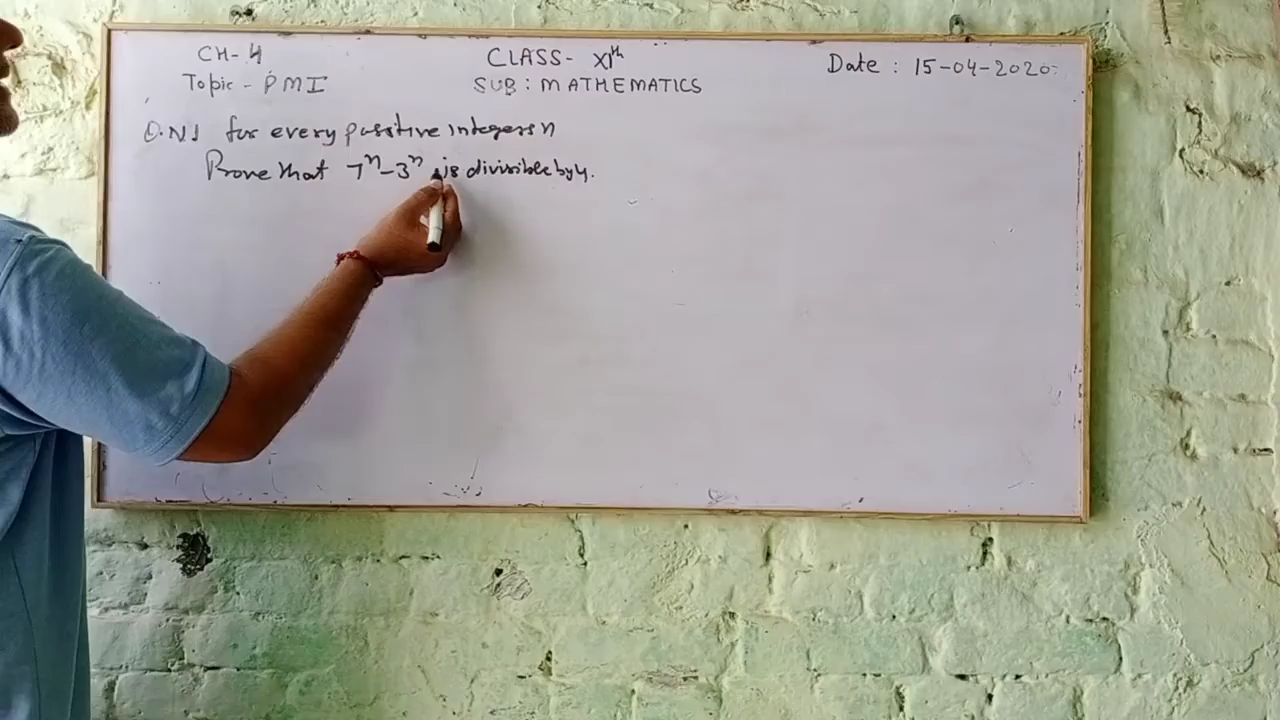 CH-4
Topic - PMI
CLASS- XIth
SUB: MATHEMATICS
Date : 15-04-2020
Q.N1 for every positive integers n
Prove that 7ⁿ-3ⁿ is divisible by 4.